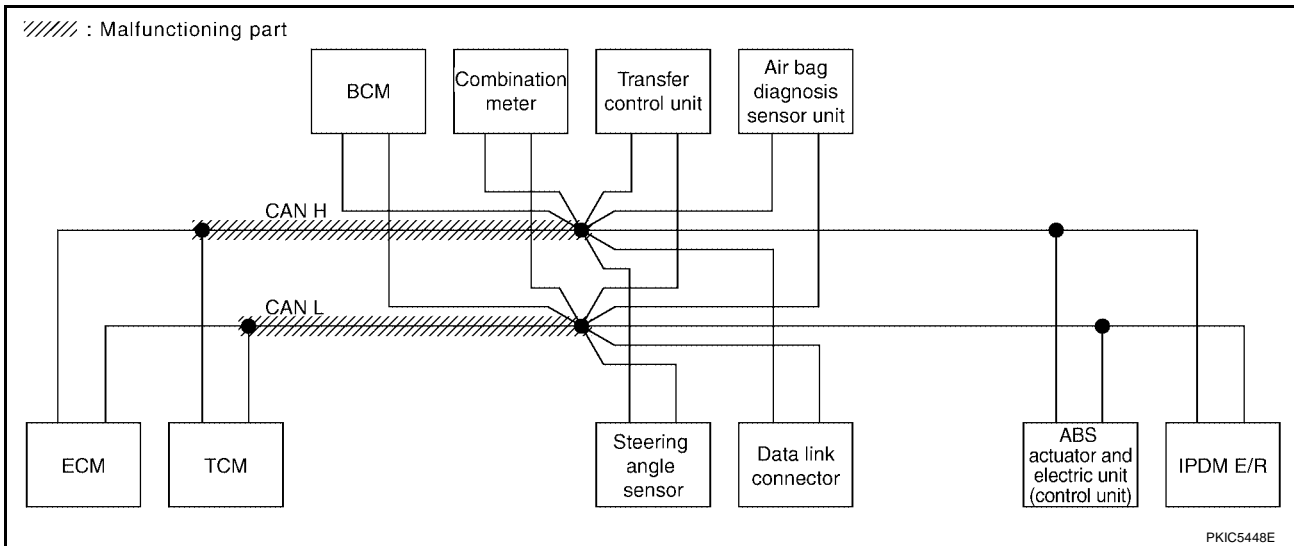 : Malfunctioning part
BCM
Combination
meter
Transfer
control unit
Air bag
diagnosis
sensor unit
CAN H
CAN L
ECM
TCM
Steering
angle
sensor
Data link
connector
ABS
actuator and
electric unit
(control unit)
IPDM E/R
PKIC5448E